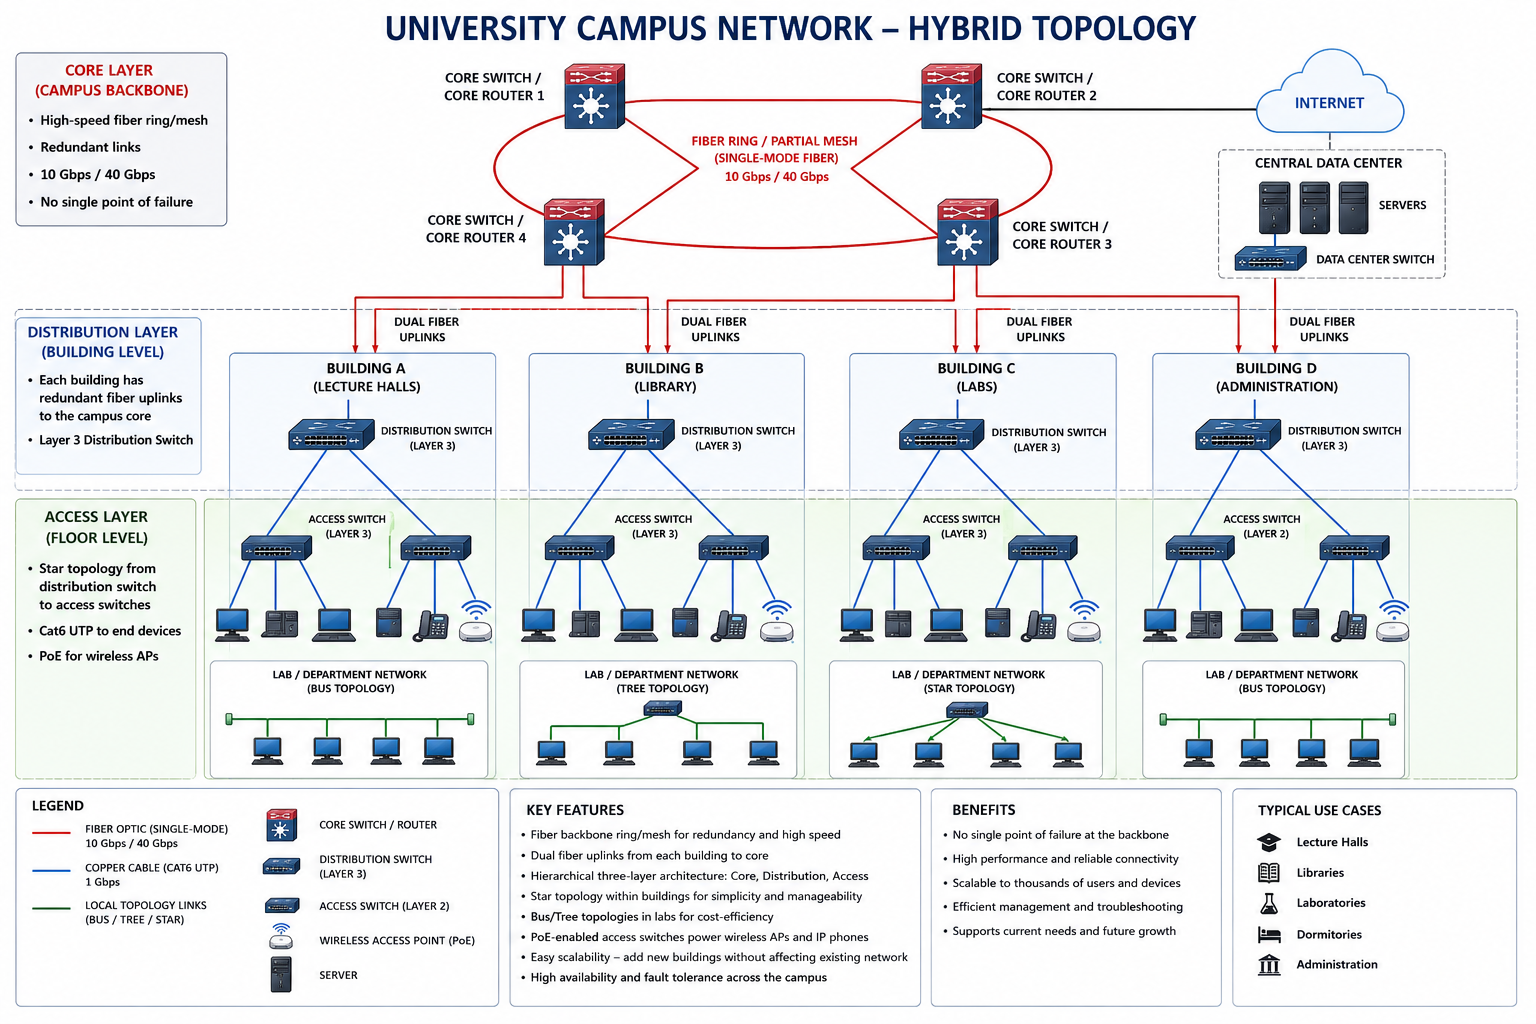 UNIVERSITY CAMPUS NETWORK – HYBRID TOPOLOGY
CORE LAYER
(CAMPUS BACKBONE)
• High-speed fiber ring/mesh
• Redundant links
• 10 Gbps / 40 Gbps
• No single point of failure
CORE SWITCH /
CORE ROUTER 1
CORE SWITCH /
CORE ROUTER 2
FIBER RING / PARTIAL MESH
(SINGLE-MODE FIBER)
10 Gbps / 40 Gbps
CORE SWITCH /
CORE ROUTER 4
CORE SWITCH /
CORE ROUTER 3
INTERNET
CENTRAL DATA CENTER
SERVERS
DATA CENTER SWITCH
DISTRIBUTION LAYER
(BUILDING LEVEL)
• Each building has
redundant fiber uplinks
to the campus core
• Layer 3 Distribution Switch
DUAL FIBER
UPLINKS
DUAL FIBER
UPLINKS
DUAL FIBER
UPLINKS
DUAL FIBER
UPLINKS
BUILDING A
(LECTURE HALLS)
DISTRIBUTION SWITCH
(LAYER 3)
BUILDING B
(LIBRARY)
DISTRIBUTION SWITCH
(LAYER 3)
BUILDING C
(LABS)
DISTRIBUTION SWITCH
(LAYER 3)
BUILDING D
(ADMINISTRATION)
DISTRIBUTION SWITCH
(LAYER 3)
ACCESS LAYER
(FLOOR LEVEL)
• Star topology from
distribution switch
to access switches
• Cat6 UTP to end devices
• PoE for wireless APs
ACCESS SWITCH
(LAYER 3)
ACCESS SWITCH
(LAYER 3)
ACCESS SWITCH
(LAYER 3)
ACCESS SWITCH
(LAYER 2)
LAB / DEPARTMENT NETWORK
(BUS TOPOLOGY)
LAB / DEPARTMENT NETWORK
(TREE TOPOLOGY)
LAB / DEPARTMENT NETWORK
(STAR TOPOLOGY)
LAB / DEPARTMENT NETWORK
(BUS TOPOLOGY)
LEGEND
FIBER OPTIC (SINGLE-MODE)
10 Gbps / 40 Gbps
COPPER CABLE (CAT6 UTP)
1 Gbps
LOCAL TOPOLOGY LINKS
(BUS / TREE / STAR)
CORE SWITCH / ROUTER
DISTRIBUTION SWITCH
(LAYER 3)
ACCESS SWITCH (LAYER 2)
WIRELESS ACCESS POINT (PoE)
SERVER
KEY FEATURES
• Fiber backbone ring/mesh for redundancy and high speed
• Dual fiber uplinks from each building to core
• Hierarchical three-layer architecture: Core, Distribution, Access
• Star topology within buildings for simplicity and manageability
• Bus/Tree topologies in labs for cost-efficiency
• PoE-enabled access switches power wireless APs and IP phones
• Easy scalability – add new buildings without affecting existing network
• High availability and fault tolerance across the campus
BENEFITS
• No single point of failure at the backbone
• High performance and reliable connectivity
• Scalable to thousands of users and devices
• Efficient management and troubleshooting
• Supports current needs and future growth
TYPICAL USE CASES
Lecture Halls
Libraries
Laboratories
Dormitories
Administration